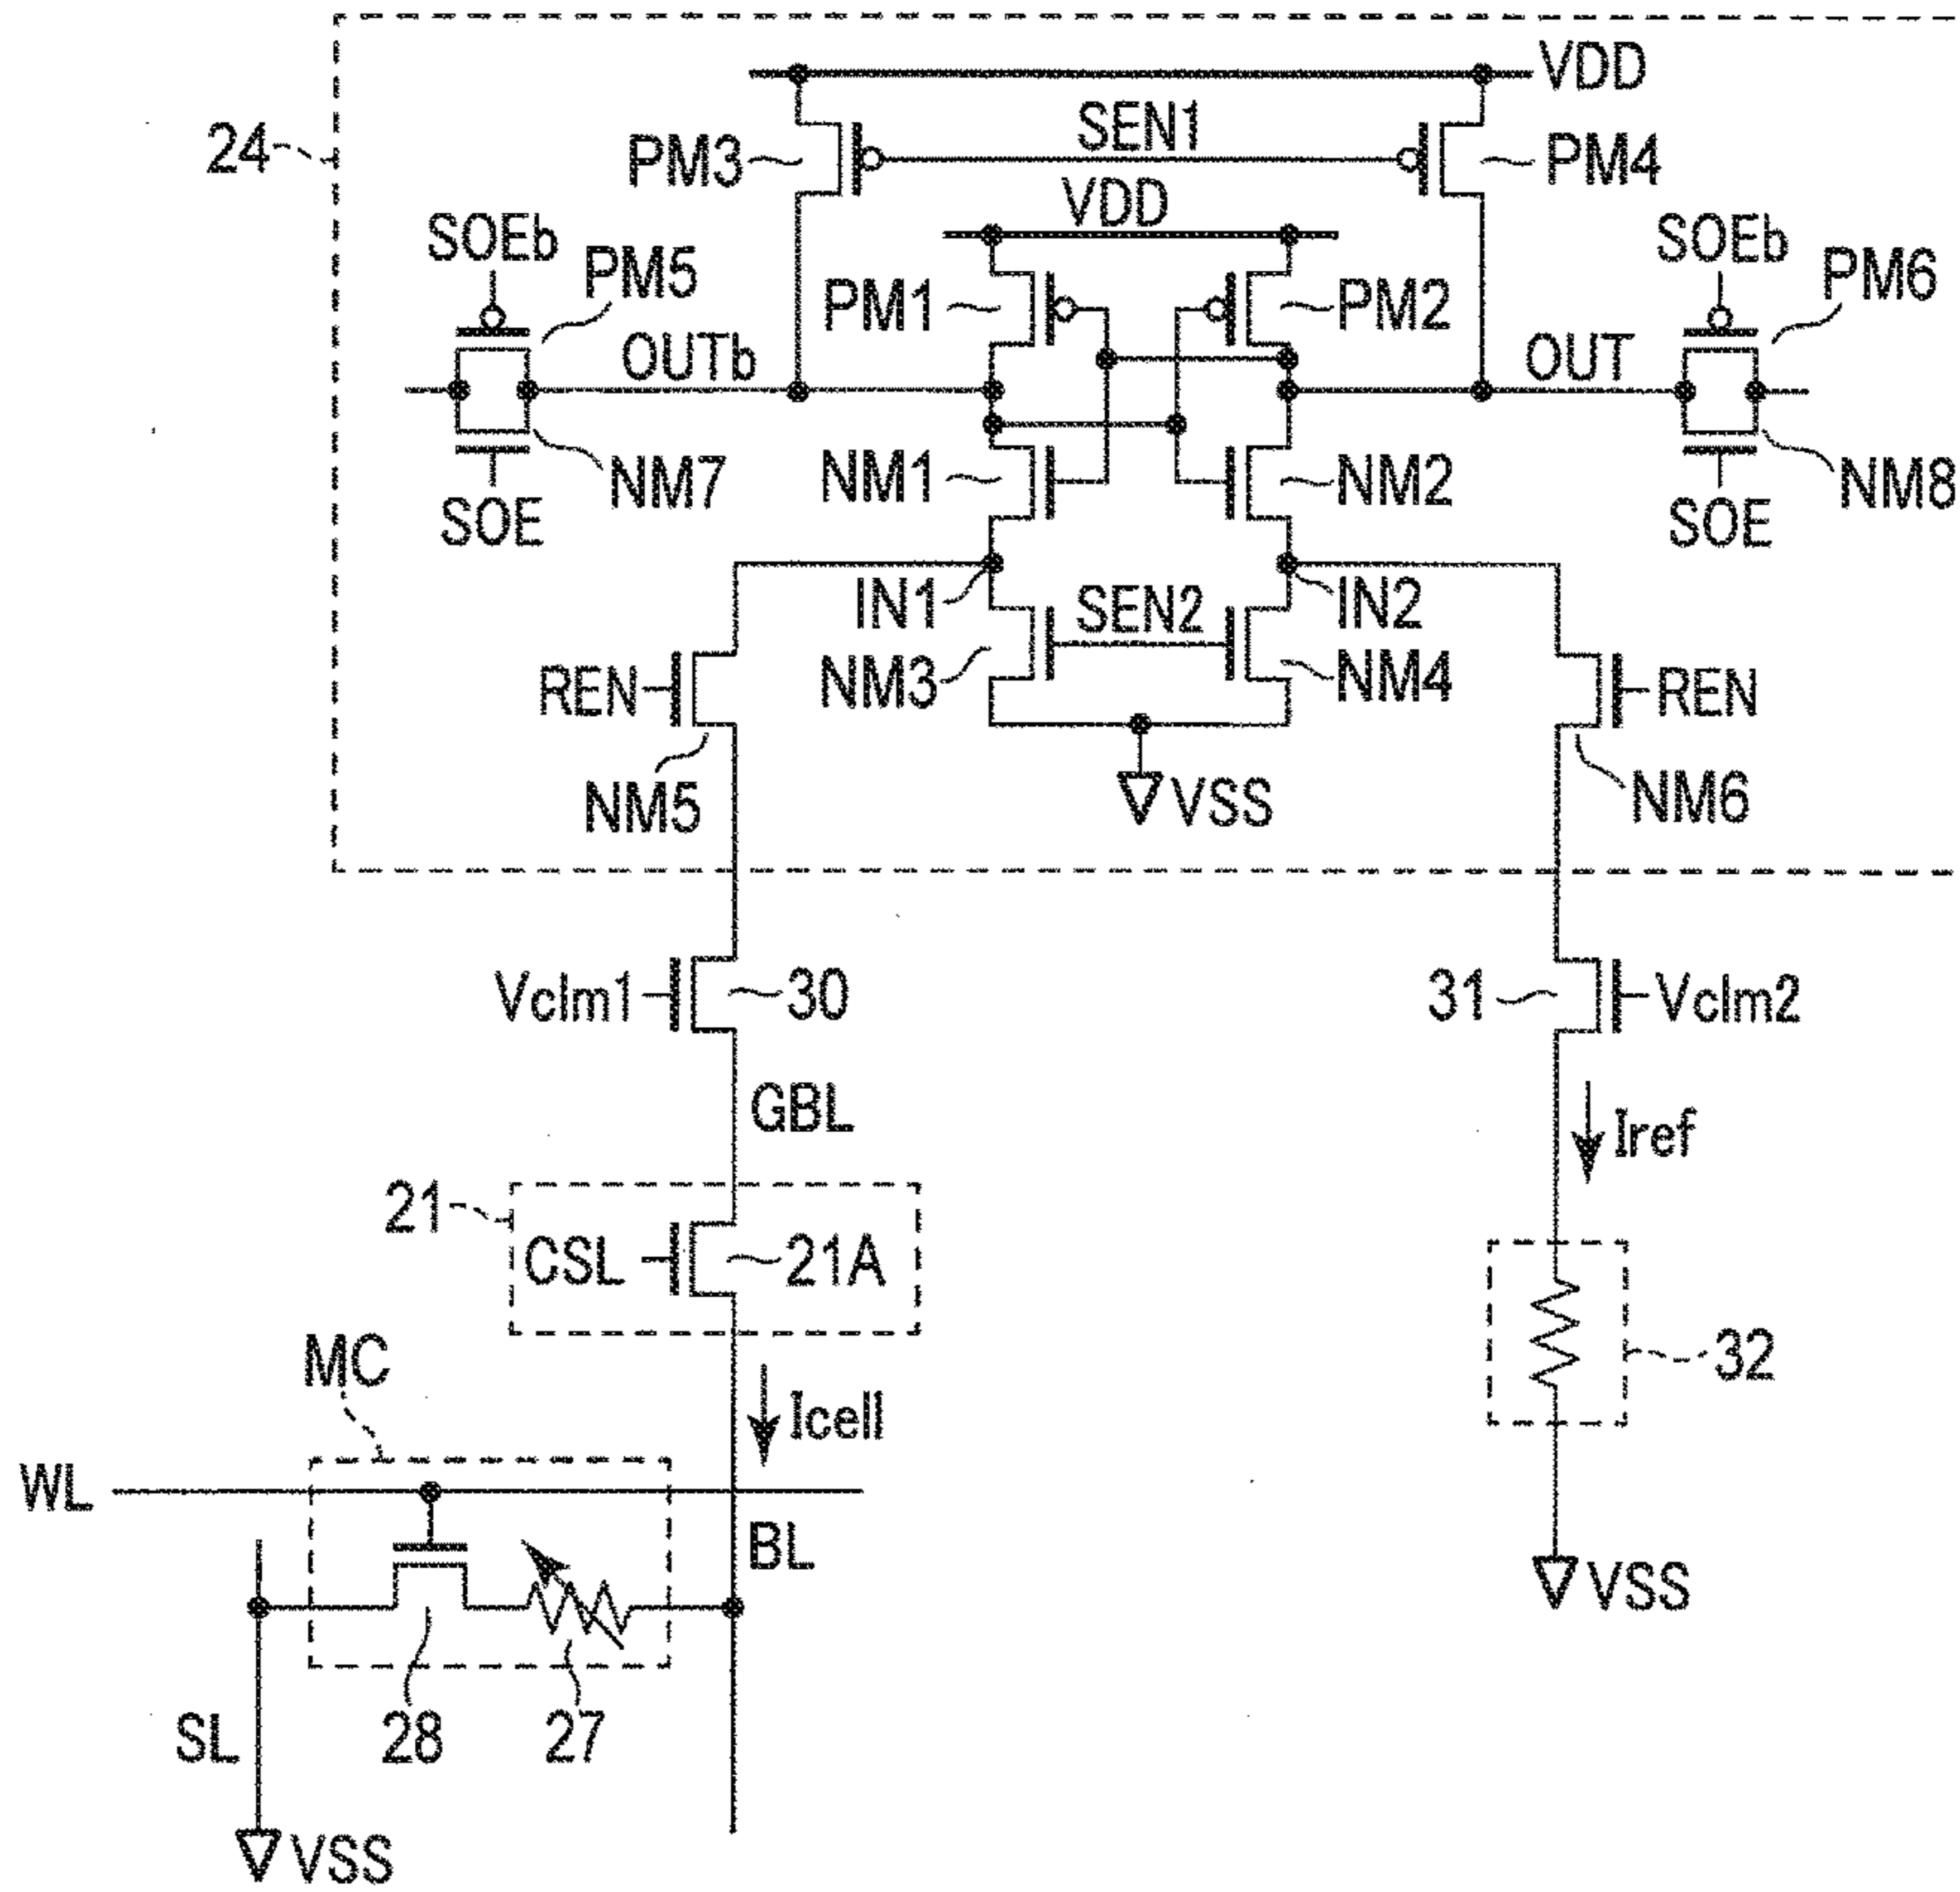 VDD
24
PM3
SEN1
PM4
VDD
SOEb
PM5
PM1
PM2
SOEb
PM6
OUTb
OUT
NM7
NM1
NM2
NM8
SOE
SOE
IN1
SEN2
IN2
REN
NM3
NM4
REN
NM5
VSS
NM6
Vclm1
30
31
Vclm2
GBL
Iref
21
CSL
21A
32
MC
Icell
WL
BL
VSS
28
27
SL
VSS